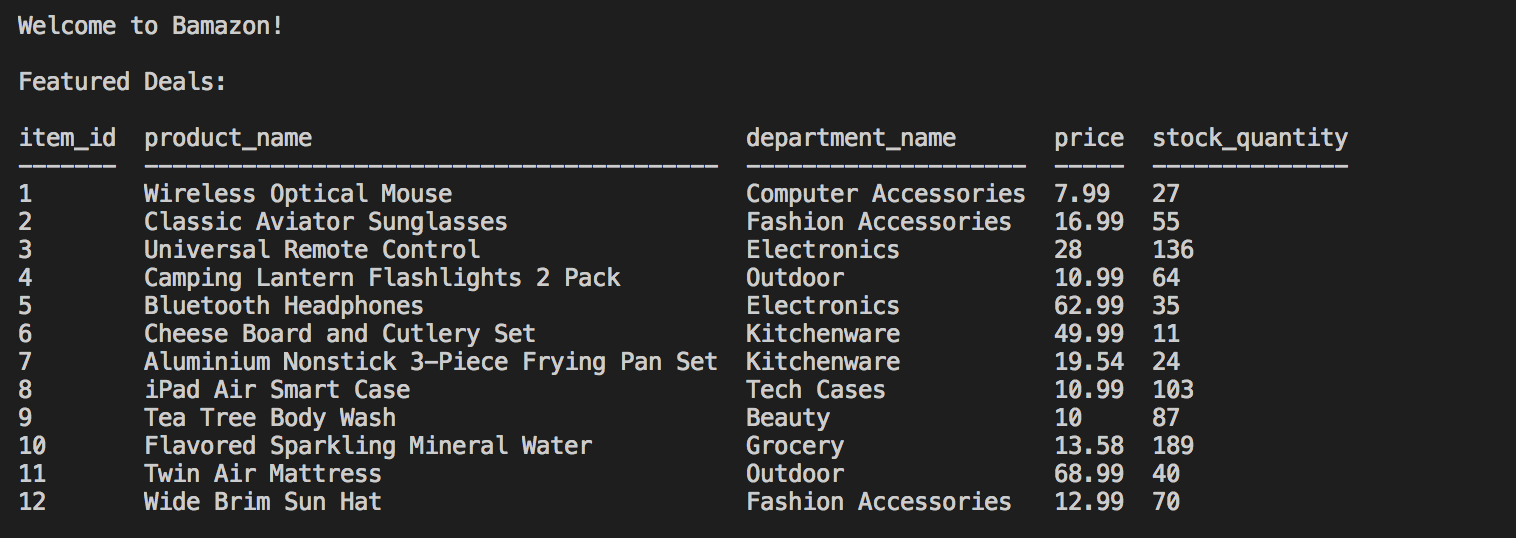 Welcome to Bamazon!
Featured Deals:
item_id  product_name                               department_name       price  stock_quantity
-------  -----------------------------------------  --------------------  -----  --------------
1        Wireless Optical Mouse                     Computer Accessories  7.99   27
2        Classic Aviator Sunglasses                 Fashion Accessories   16.99  55
3        Universal Remote Control                   Electronics           28     136
4        Camping Lantern Flashlights 2 Pack         Outdoor               10.99  64
5        Bluetooth Headphones                       Electronics           62.99  35
6        Cheese Board and Cutlery Set               Kitchenware           49.99  11
7        Aluminium Nonstick 3-Piece Frying Pan Set  Kitchenware           19.54  24
8        iPad Air Smart Case                        Tech Cases            10.99  103
9        Tea Tree Body Wash                         Beauty                10     87
10       Flavored Sparkling Mineral Water           Grocery               13.58  189
11       Twin Air Mattress                          Outdoor               68.99  40
12       Wide Brim Sun Hat                          Fashion Accessories   12.99  70